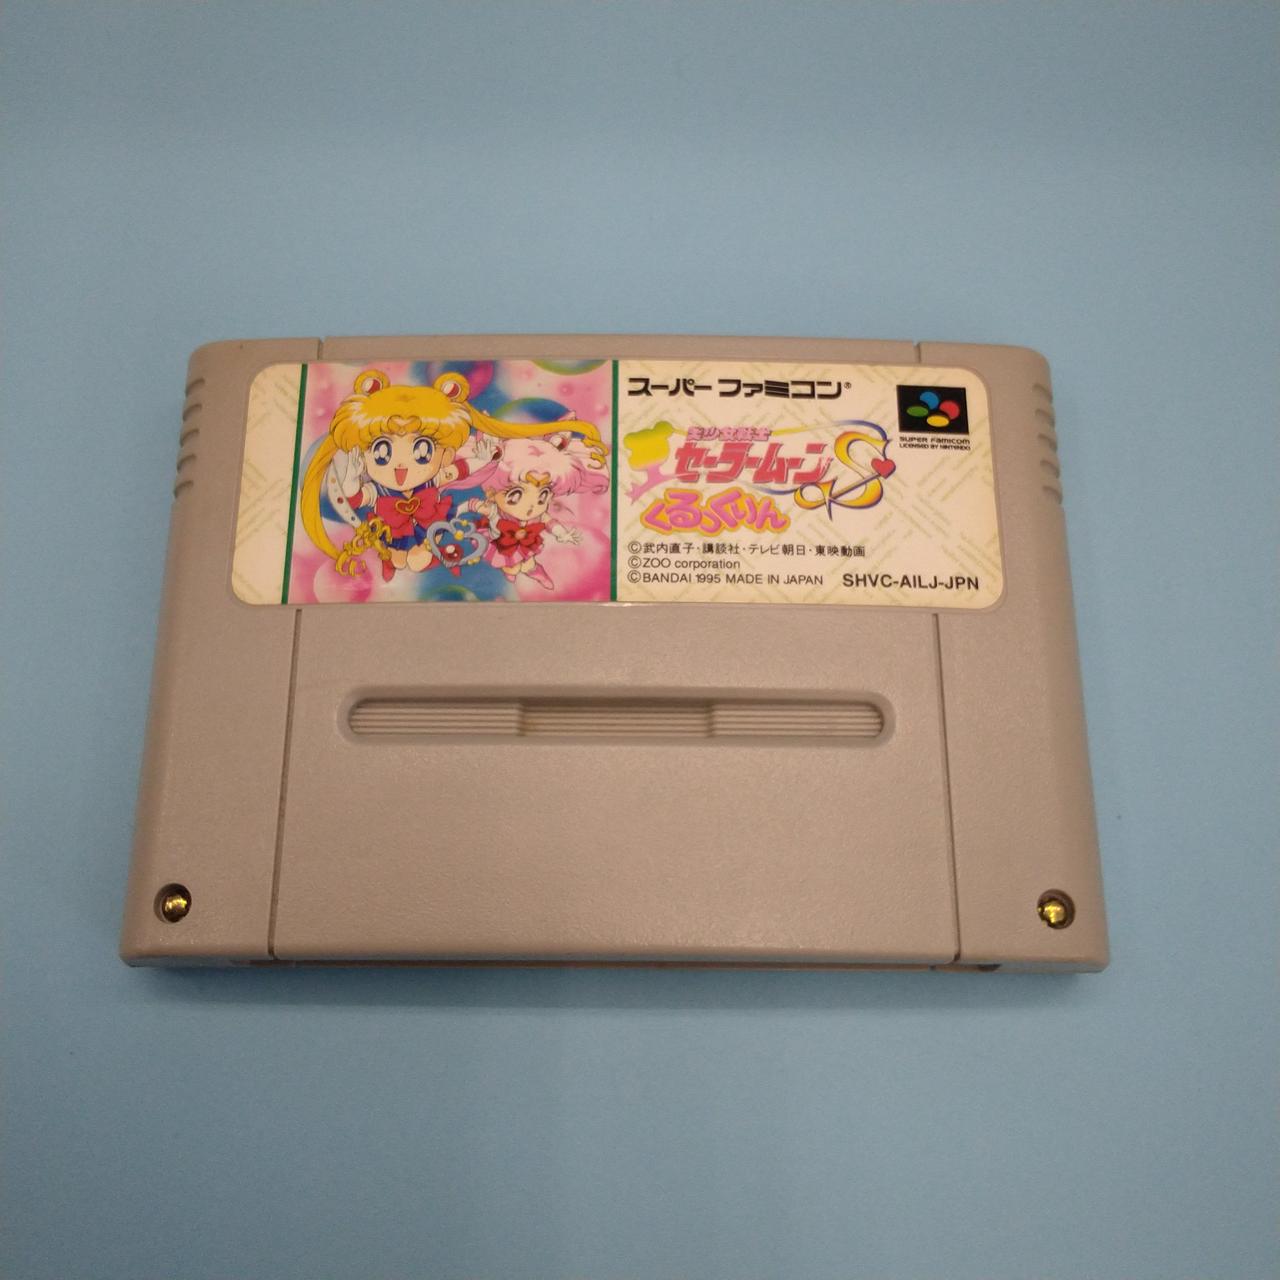 スーパーファミコン®
美少女戦士
セーラームーンS
くるっくりん
SUPER FAMICOM
LICENSED BY NINTENDO
©武内直子・講談社・テレビ朝日・東映動画
©ZOO corporation
©BANDAI 1995 MADE IN JAPAN SHVC-AILJ-JPN